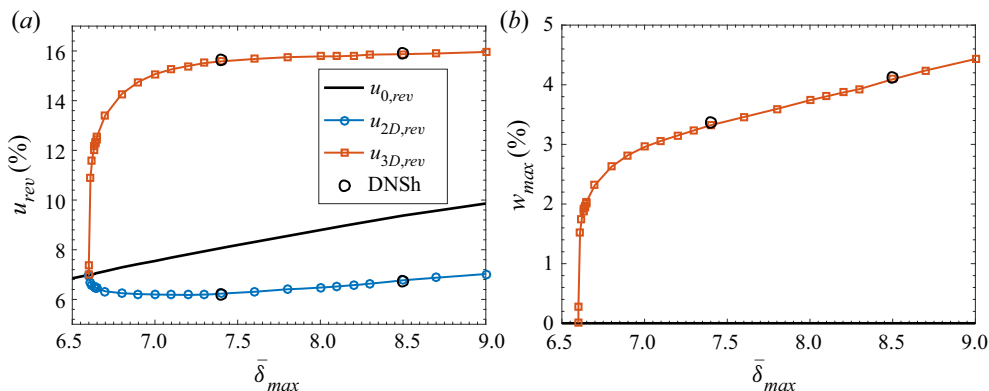 (a)
(b)
16
14
12
10
8
6
u_rev (%)
u_0,rev
u_2D,rev
u_3D,rev
DNSh
6.5 7.0 7.5 8.0 8.5 9.0
δ̄_max
5
4
3
2
1
0
w_max (%)
6.5 7.0 7.5 8.0 8.5 9.0
δ̄_max